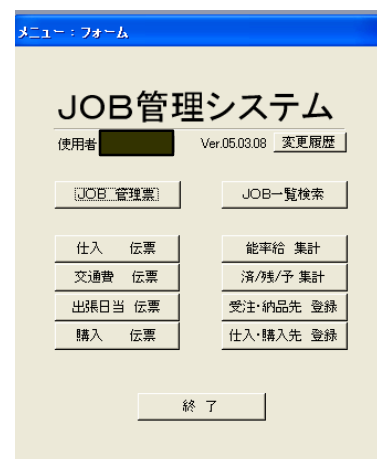 メニュー : フォーム
JOB管理システム
使用者 Ver.05.03.08 変更履歴
JOB 管理票 JOB一覧検索
仕入 伝票 能率給 集計
交通費 伝票 済/残/予 集計
出張日当 伝票 受注・納品先 登録
購入 伝票 仕入・購入先 登録
終 了